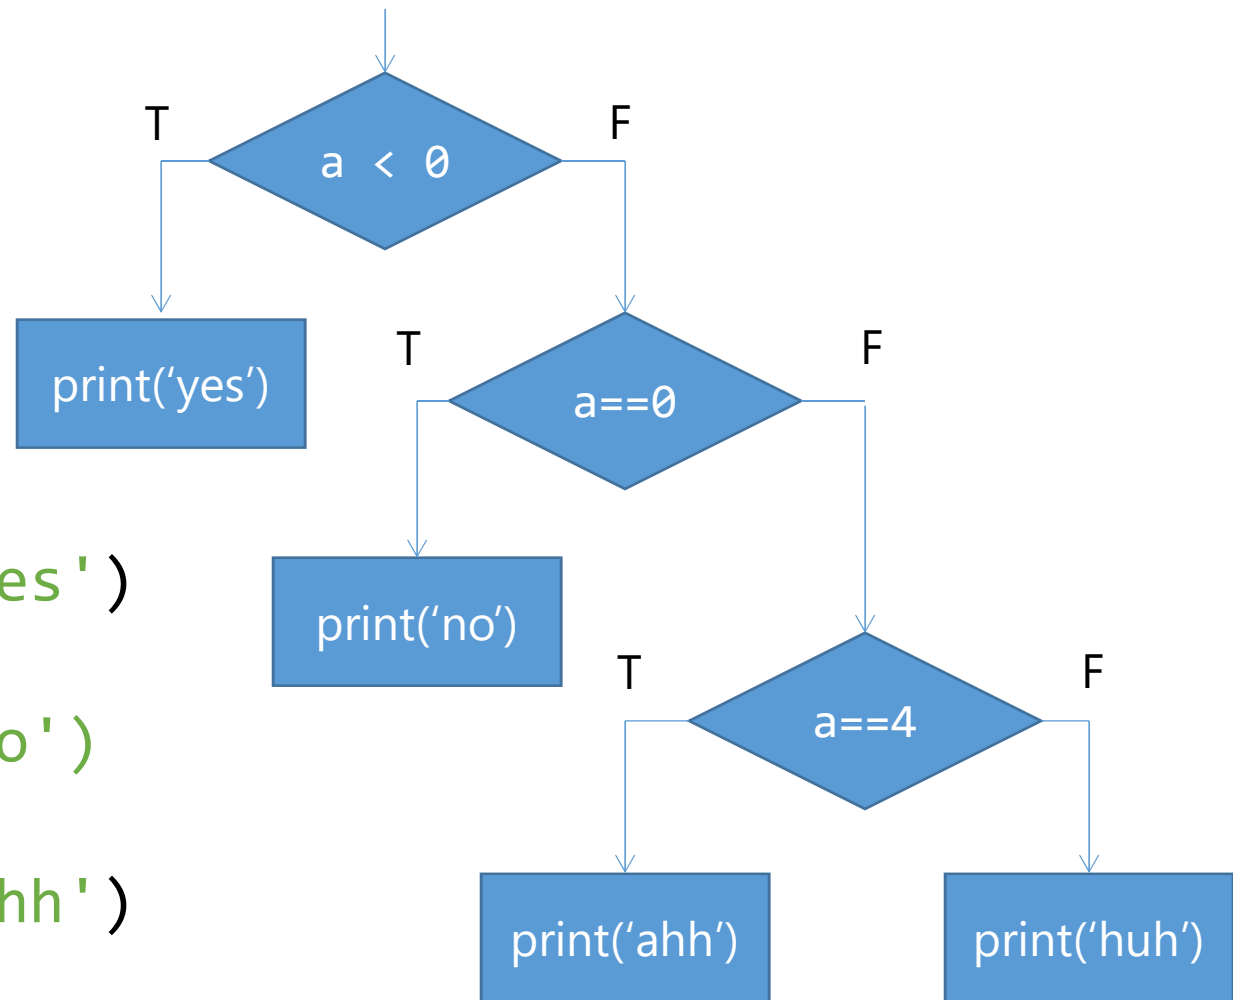 T
F
a < 0
T
F
print(‘yes’)
a==0
es')
print(‘no’)
T
F
o')
a==4
hh')
print(‘ahh’)
print(‘huh’)